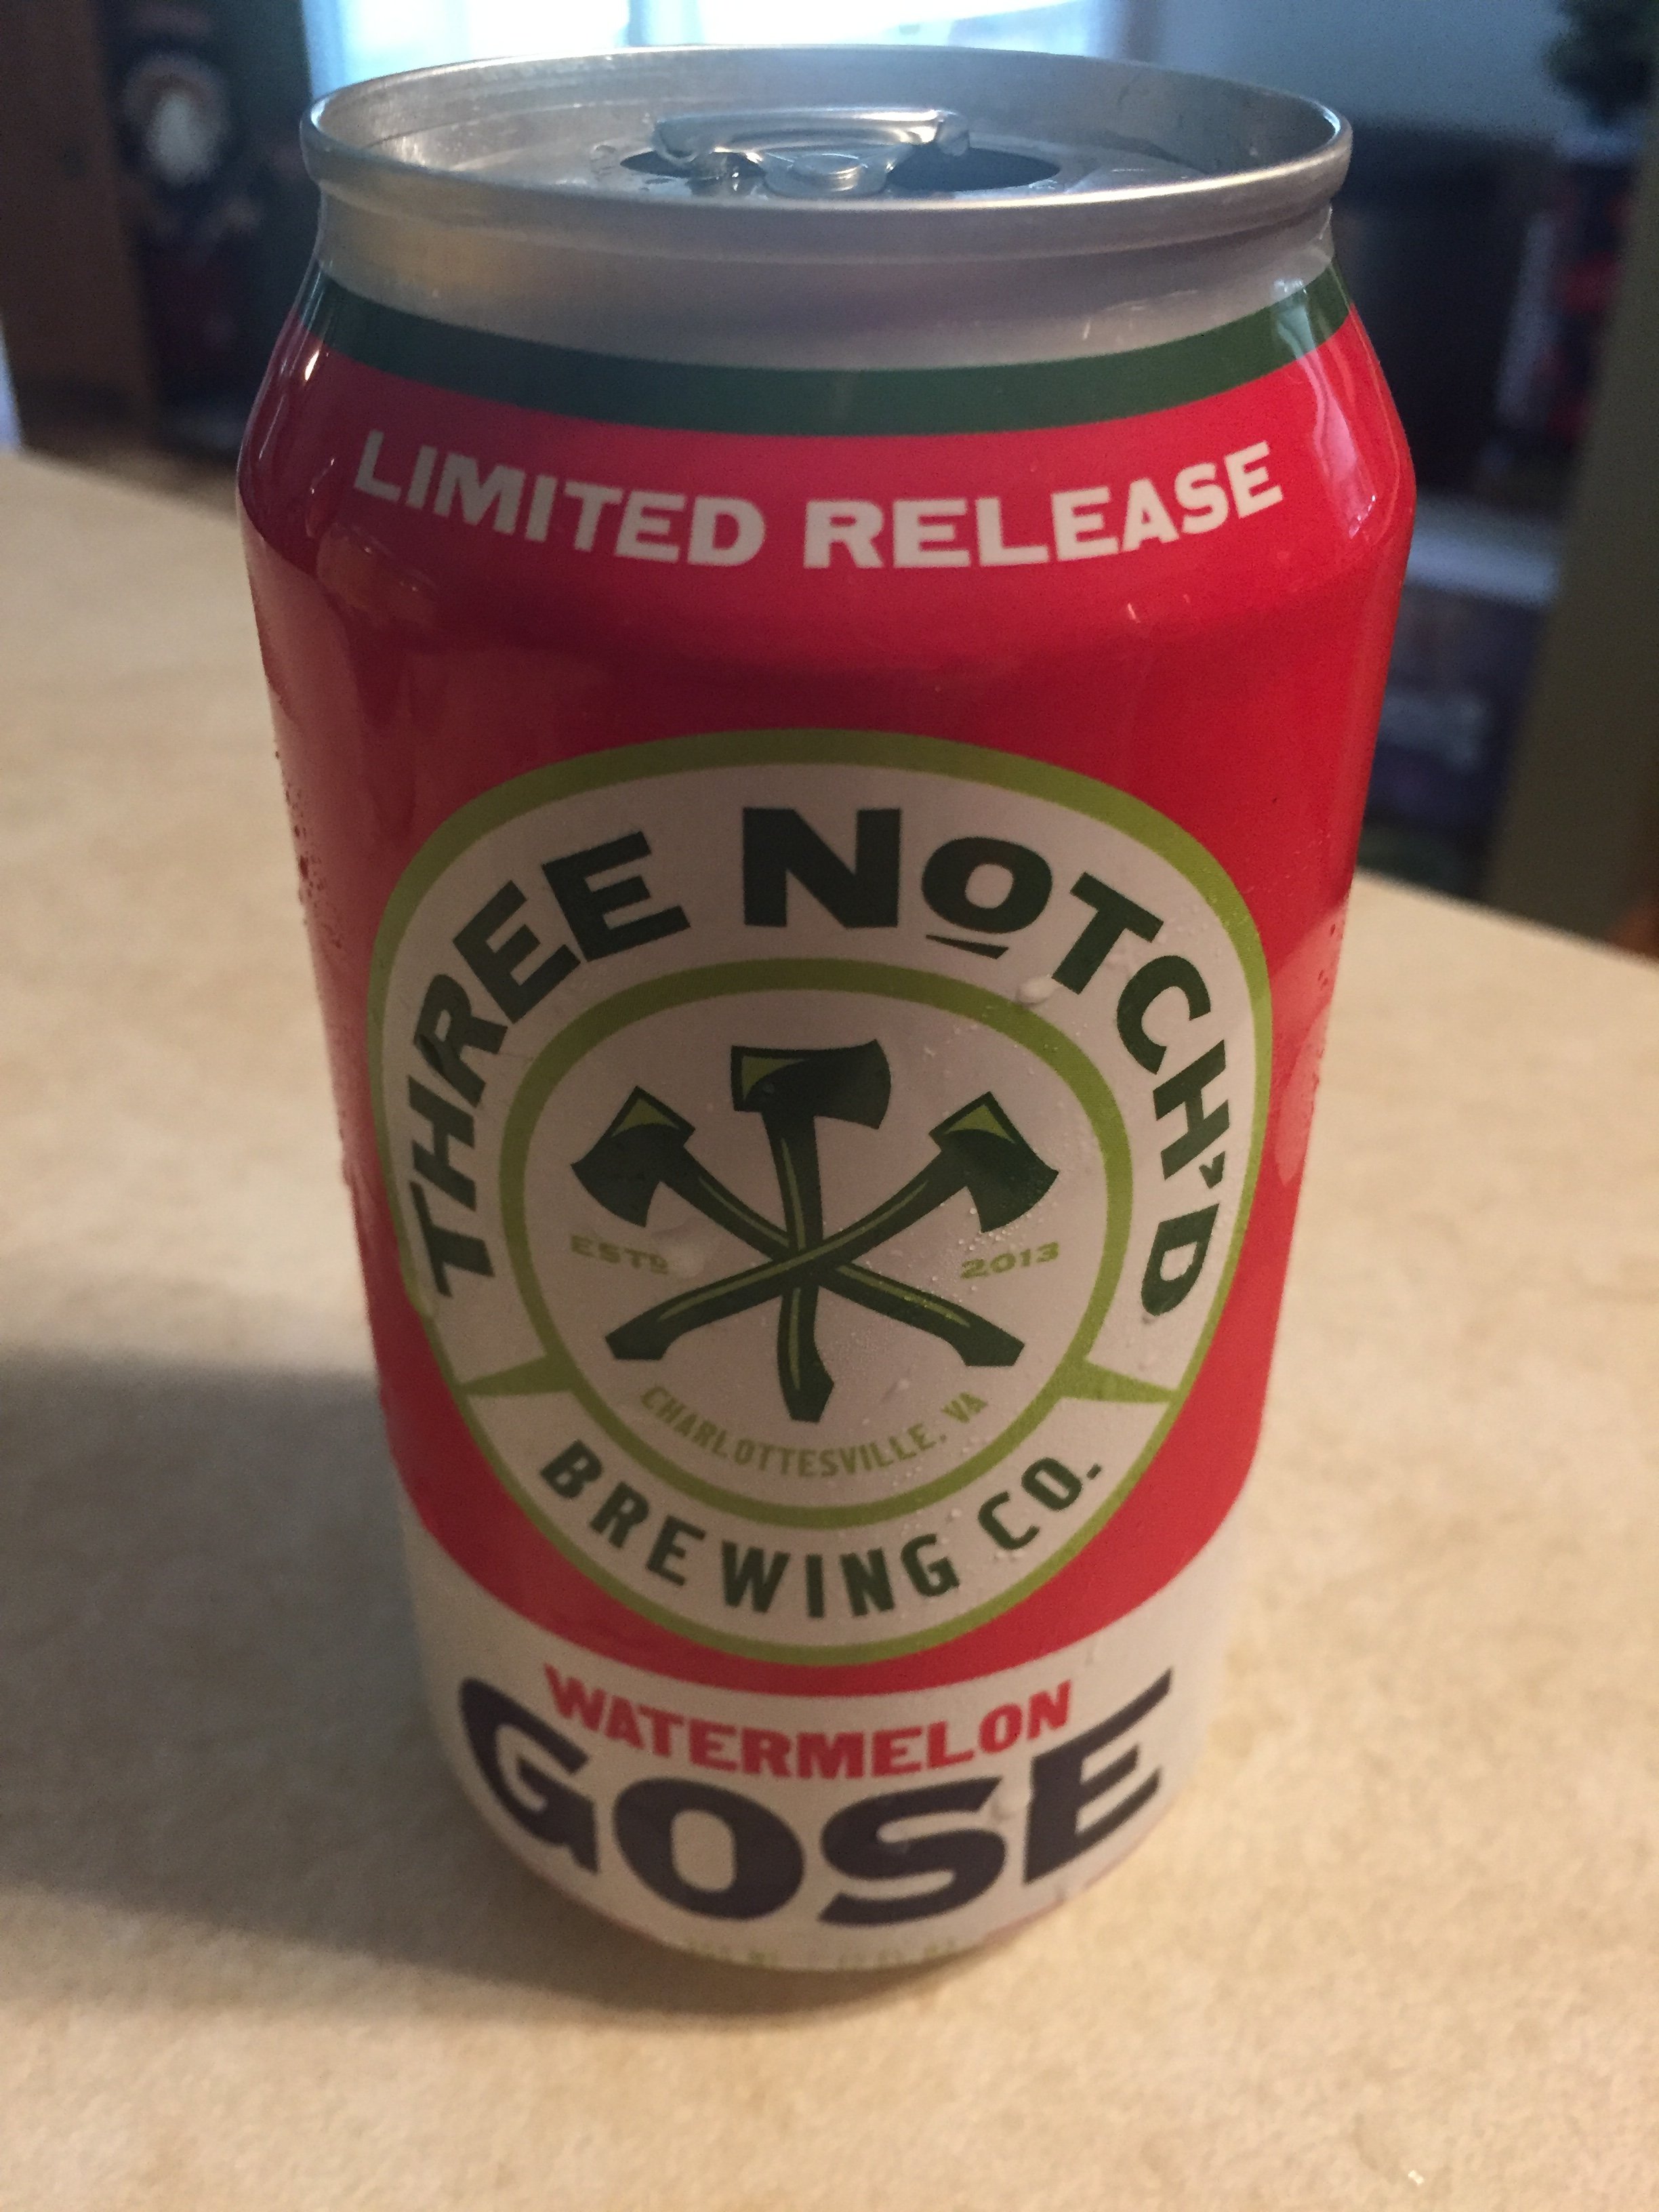 LIMITED RELEASE
THREE NOTCH'D
ESTD 2013
CHARLOTTESVILLE, VA
BREWING CO.
WATERMELON
GOSE